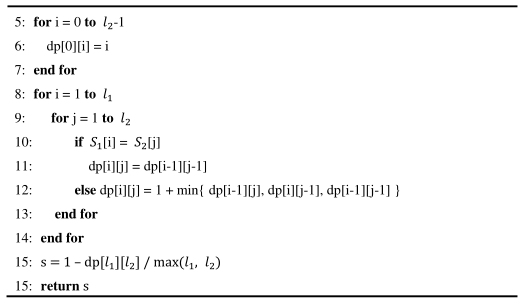 5: for i = 0 to l₂-1
6: dp[0][i] = i
7: end for
8: for i = 1 to l₁
9: for j = 1 to l₂
10: if S₁[i] = S₂[j]
11: dp[i][j] = dp[i-1][j-1]
12: else dp[i][j] = 1 + min{ dp[i-1][j], dp[i][j-1], dp[i-1][j-1] }
13: end for
14: end for
15: s = 1 – dp[l₁][l₂] / max(l₁, l₂)
15: return s